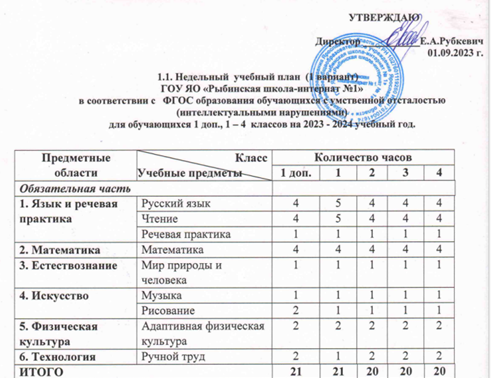 УТВЕРЖДАЮ
Директор Е.А.Рубкевич
01.09.2023 г.
1.1. Недельный учебный план (1 вариант)
ГОУ ЯО «Рыбинская школа-интернат №1»
в соответствии с ФГОС образования обучающихся с умственной отсталостью
(интеллектуальными нарушениями)
для обучающихся 1 доп., 1 – 4 классов на 2023 - 2024 учебный год.
Предметные области Класс Учебные предметы Количество часов
1 доп. 1 2 3 4
Обязательная часть
1. Язык и речевая Русский язык 4 5 4 4 4
практика Чтение 4 5 4 4 4
Речевая практика 1 1 1 1 1
2. Математика Математика 4 4 4 4 4
3. Естествознание Мир природы и 1 1 1 1 1
человека
4. Искусство Музыка 1 1 1 1 1
Рисование 2 1 1 1 1
5. Физическая Адаптивная физическая 2 2 2 2 2
культура культура
6. Технология Ручной труд 2 1 2 2 2
ИТОГО 21 21 20 20 20